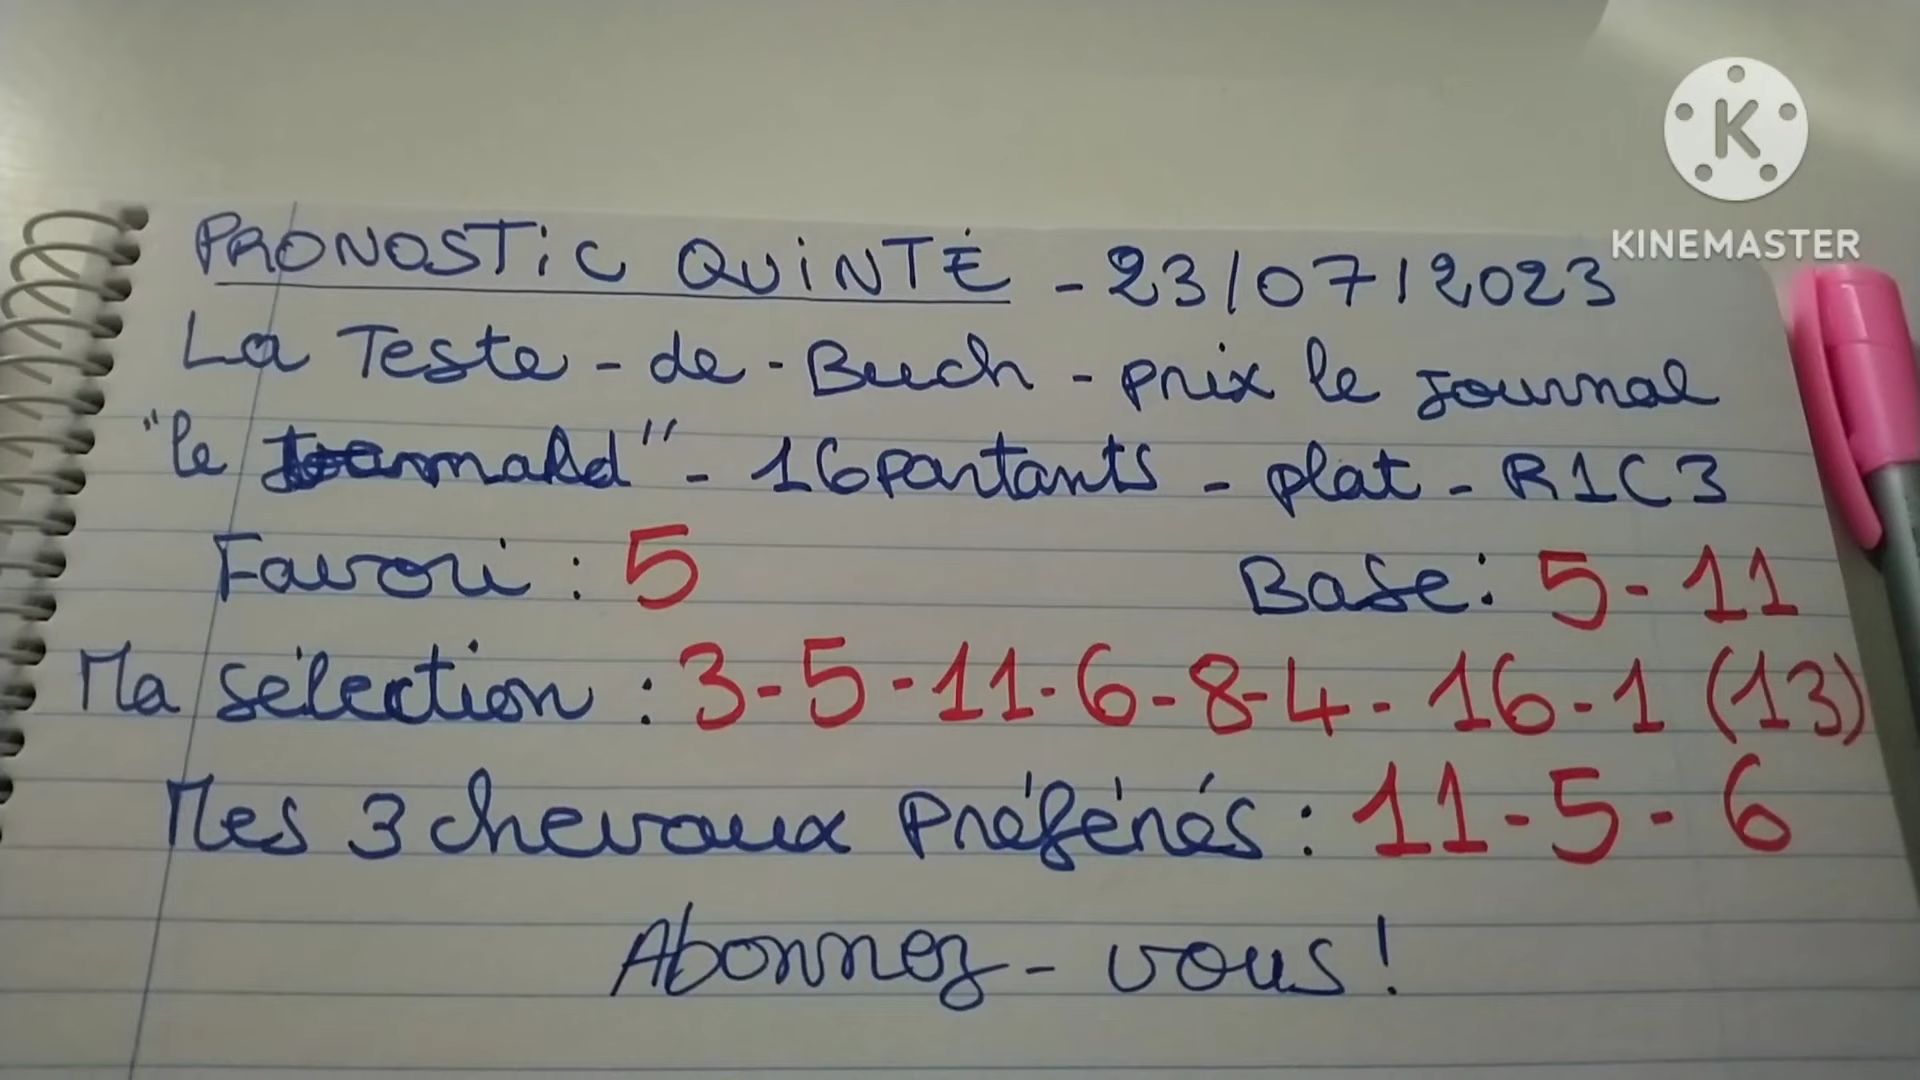 KINEMASTER
PRONOSTIC QUINTÉ - 23/07/2023
La Teste-de-Buch - prix le journal
"le " - 16 partants - plat - R1C3
Favori : 5 Base : 5 - 11
Ma sélection : 3 - 5 - 11 - 6 - 8 - 4 - 16 - 1 (13)
Mes 3 chevaux préférés : 11 - 5 - 6
Abonnez-vous !